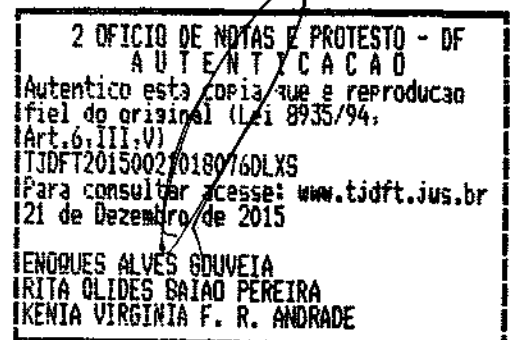 2 OFICIO DE NOTAS E PROTESTO - DF
A U T E N T I C A C A O
Autentico esta copia que e reproducao
fiel do original (Lei 8935/94,
Art.6,III,V)
TJDFT20150021018076DLXS
Para consultar acesse: www.tjdft.jus.br
21 de Dezembro de 2015
ENOQUES ALVES GOUVEIA
RITA OLIDES BAIAO PEREIRA
KENIA VIRGINIA F. R. ANDRADE